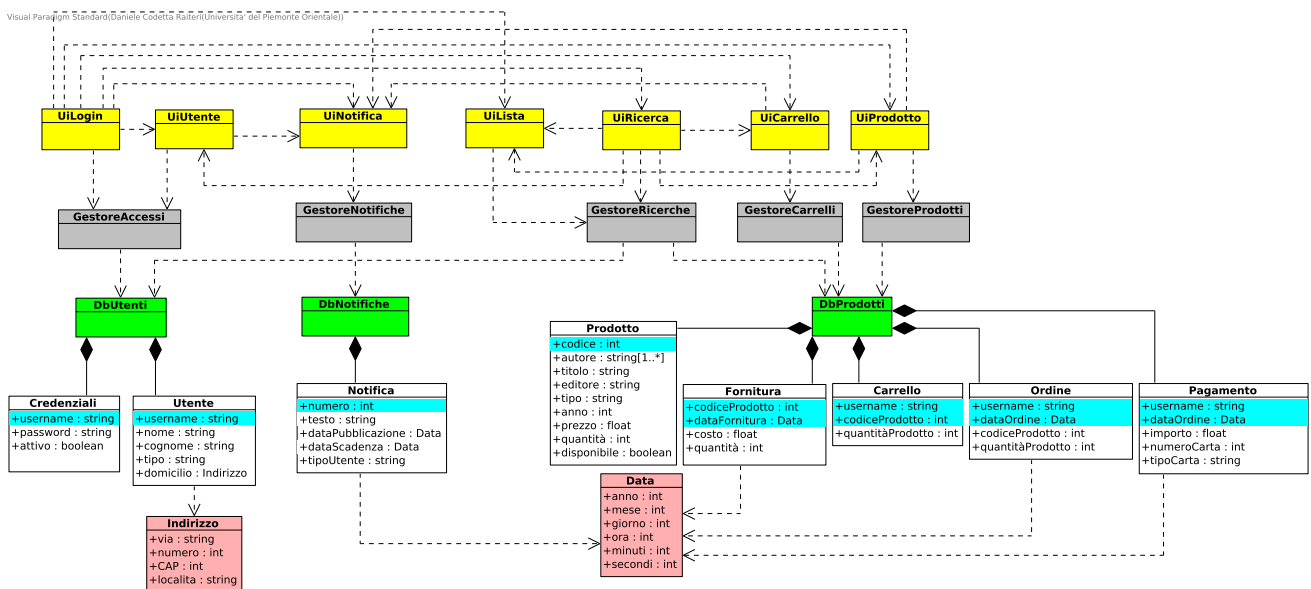 Visual Paradigm Standard(Daniele Codetta Raiteri(Universita' del Piemonte Orientale))
UiLogin
UiUtente
UiNotifica
UiLista
UiRicerca
UiCarrello
UiProdotto
GestoreAccessi
GestoreNotifiche
GestoreRicerche
GestoreCarrelli
GestoreProdotti
DbUtenti
DbNotifiche
DbProdotti
Credenziali
+username : string
+password : string
+attivo : boolean
Utente
+username : string
+nome : string
+cognome : string
+tipo : string
+domicilio : Indirizzo
Notifica
+numero : int
+testo : string
+dataPubblicazione : Data
+dataScadenza : Data
+tipoUtente : string
Prodotto
+codice : int
+autore : string[1..*]
+titolo : string
+editore : string
+tipo : string
+anno : int
+prezzo : float
+quantità : int
+disponibile : boolean
Fornitura
+codiceProdotto : int
+dataFornitura : Data
+costo : float
+quantità : int
Carrello
+username : string
+codiceProdotto : int
+quantitàProdotto : int
Ordine
+username : string
+dataOrdine : Data
+codiceProdotto : int
+quantitàProdotto : int
Pagamento
+username : string
+dataOrdine : Data
+importo : float
+numeroCarta : int
+tipoCarta : string
Indirizzo
+via : string
+numero : int
+CAP : int
+localita : string
Data
+anno : int
+mese : int
+giorno : int
+ora : int
+minuti : int
+secondi : int